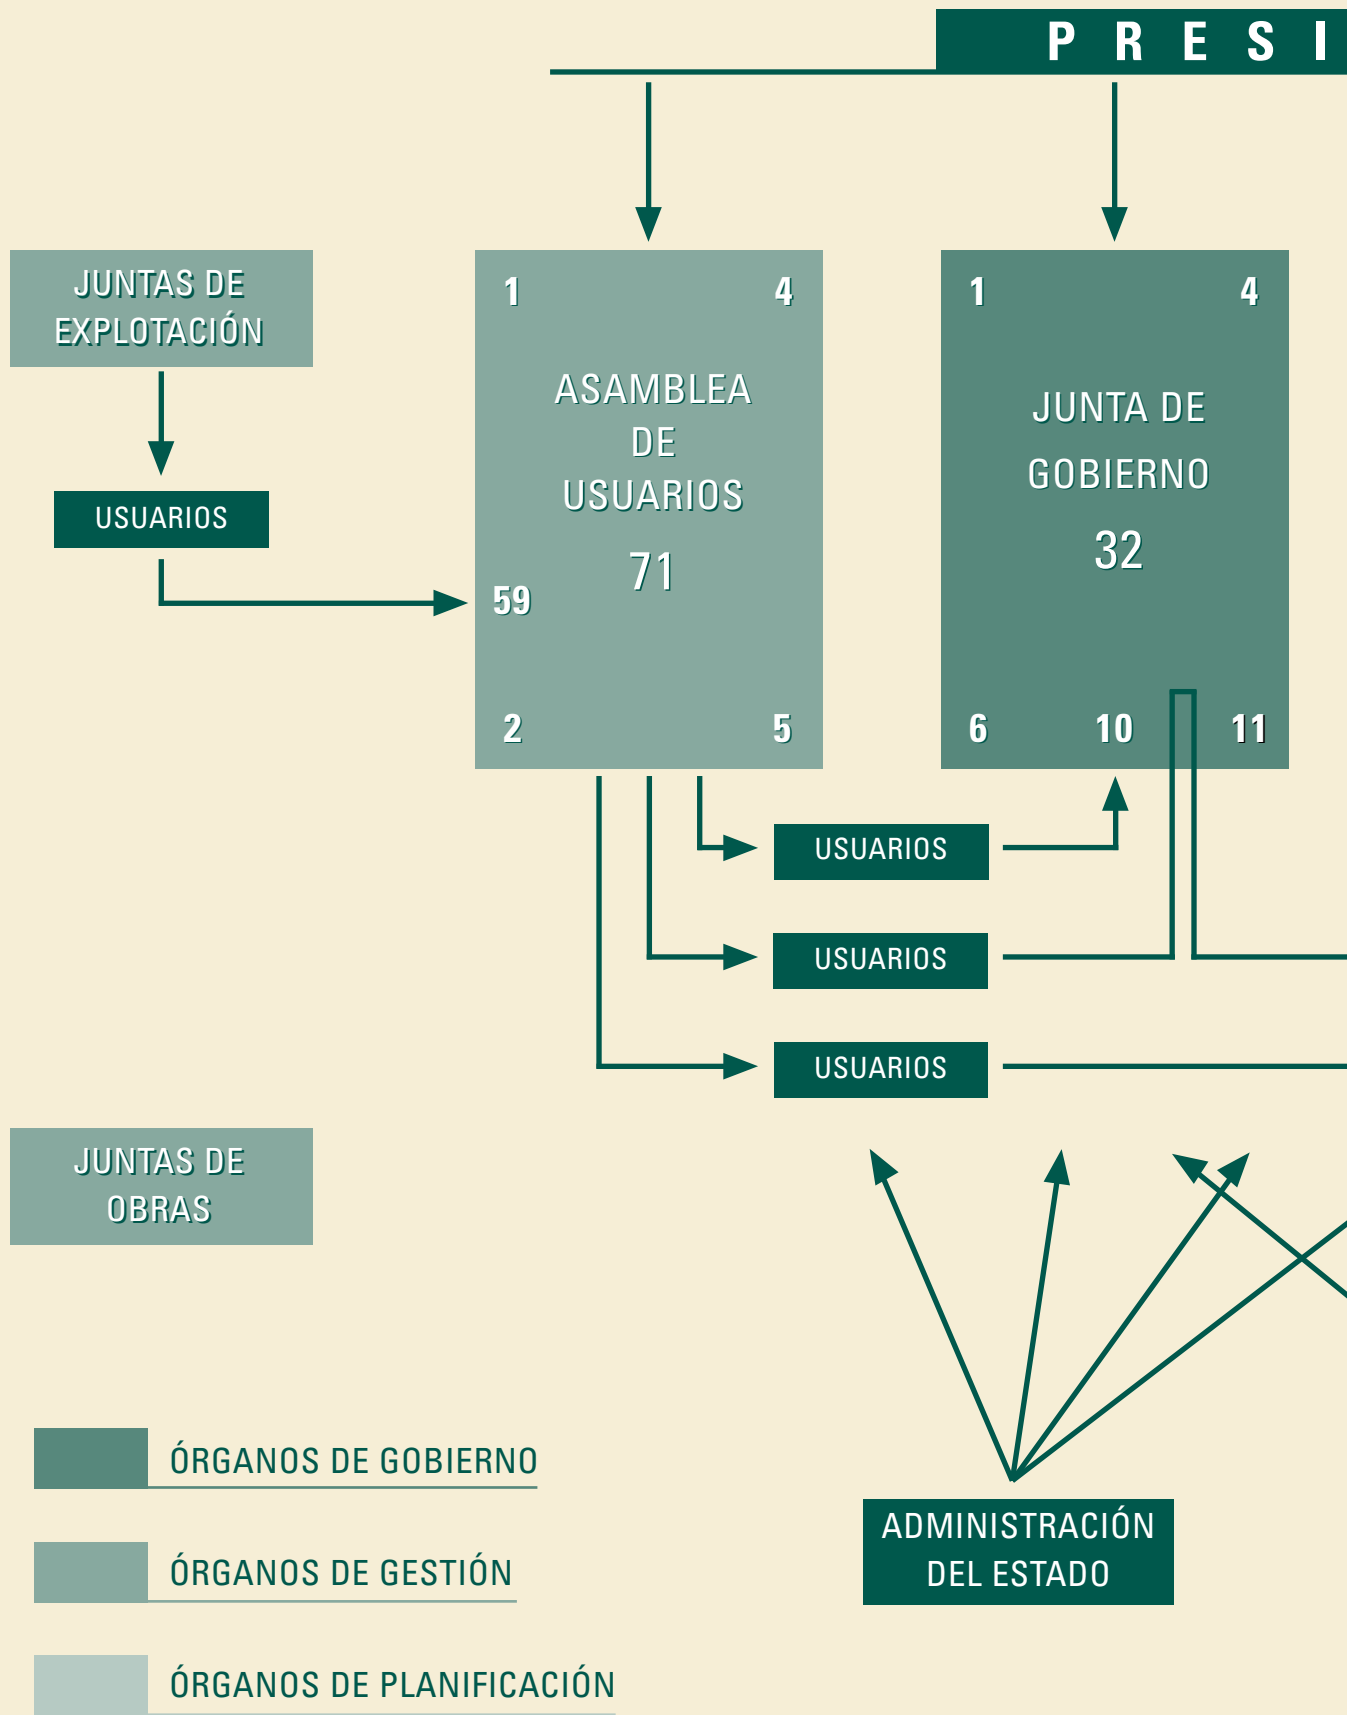 P R E S I
JUNTAS DE
EXPLOTACIÓN
USUARIOS
1 4
ASAMBLEA
DE
USUARIOS
71
59
2 5
1 4
JUNTA DE
GOBIERNO
32
6 10 11
USUARIOS
USUARIOS
USUARIOS
JUNTAS DE
OBRAS
ADMINISTRACIÓN
DEL ESTADO
ÓRGANOS DE GOBIERNO
ÓRGANOS DE GESTIÓN
ÓRGANOS DE PLANIFICACIÓN